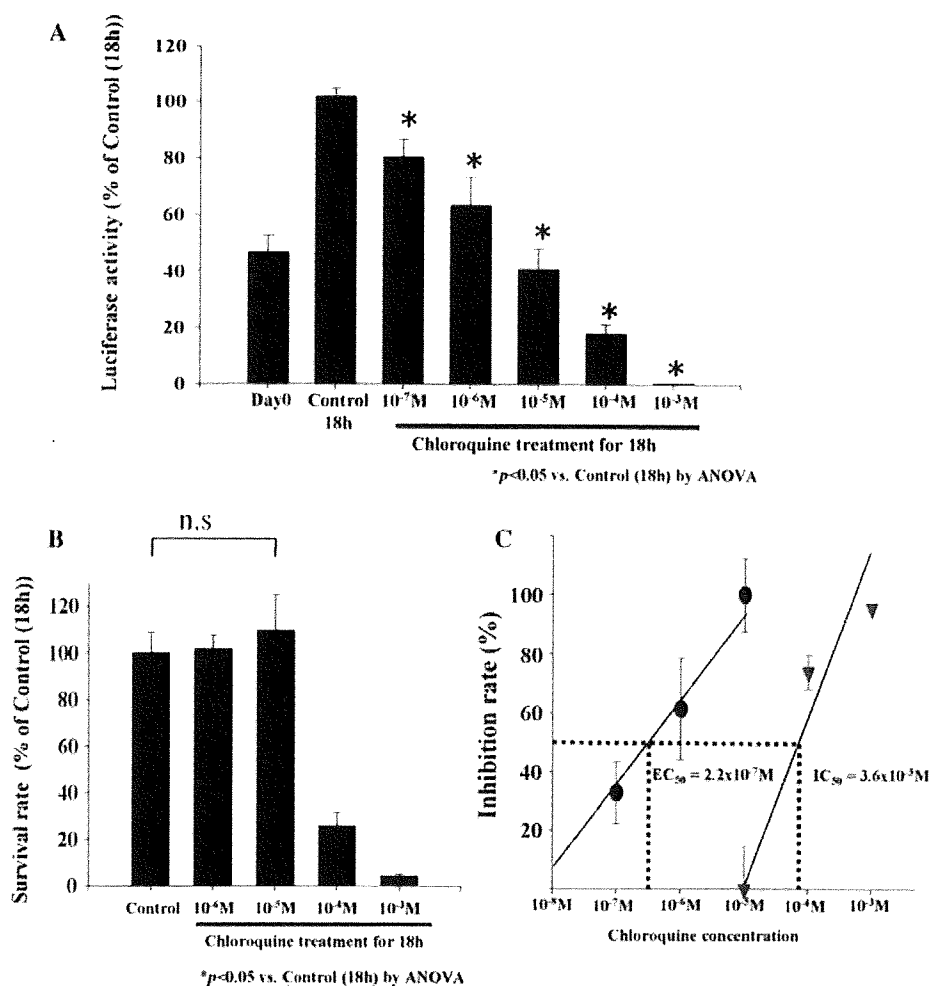 A
Luciferase activity (% of Control (18h))
120
100
80
60
40
20
0
* * * * *
Day0 Control 18h 10⁻⁷M 10⁻⁶M 10⁻⁵M 10⁻⁴M 10⁻³M
Chloroquine treatment for 18h
*p<0.05 vs. Control (18h) by ANOVA
B
n.s
Survival rate (% of Control (18h))
120
100
80
60
40
20
0
Control 10⁻⁶M 10⁻⁵M 10⁻⁴M 10⁻³M
Chloroquine treatment for 18h
*p<0.05 vs. Control (18h) by ANOVA
C
Inhibition rate (%)
100
80
60
40
20
EC₅₀ = 2.2x10⁻⁷M
IC₅₀ = 3.6x10⁻⁵M
10⁻⁸M 10⁻⁷M 10⁻⁶M 10⁻⁵M 10⁻⁴M 10⁻³M
Chloroquine concentration